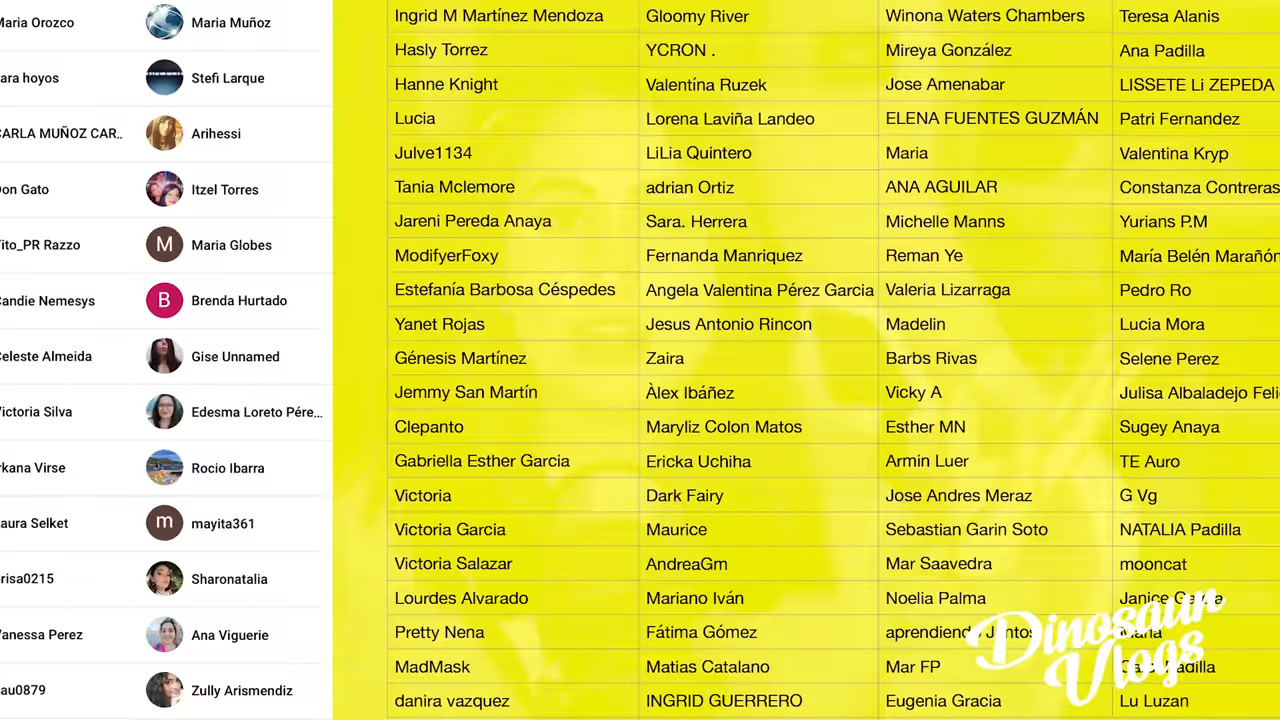 Maria Orozco
Maria Muñoz
ara hoyos
Stefi Larque
CARLA MUÑOZ CAR..
Arihessi
Don Gato
Itzel Torres
Tito_PR Razzo
M
Maria Globes
Candie Nemesys
B
Brenda Hurtado
Celeste Almeida
Gise Unnamed
Victoria Silva
Edesma Loreto Pére...
rkana Virse
Rocio Ibarra
aura Selket
m
mayita361
risa0215
Sharonatalia
Vanessa Perez
Ana Viguerie
au0879
Zully Arismendiz
Ingrid M Martínez Mendoza Gloomy River Winona Waters Chambers Teresa Alanis
Hasly Torrez YCRON . Mireya González Ana Padilla
Hanne Knight Valentína Ruzek Jose Amenabar LISSETE Li ZEPEDA
Lucia Lorena Laviña Landeo ELENA FUENTES GUZMÁN Patri Fernandez
Julve1134 LiLia Quintero Maria Valentina Kryp
Tania Mclemore adrian Ortiz ANA AGUILAR Constanza Contreras
Jareni Pereda Anaya Sara. Herrera Michelle Manns Yurians P.M
ModifyerFoxy Fernanda Manriquez Reman Ye María Belén Marañón
Estefanía Barbosa Céspedes Angela Valentina Pérez Garcia Valeria Lizarraga Pedro Ro
Yanet Rojas Jesus Antonio Rincon Madelin Lucia Mora
Génesis Martínez Zaira Barbs Rivas Selene Perez
Jemmy San Martín Àlex Ibáñez Vicky A Julisa Albaladejo Feli
Clepanto Maryliz Colon Matos Esther MN Sugey Anaya
Gabriella Esther Garcia Ericka Uchiha Armin Luer TE Auro
Victoria Dark Fairy Jose Andres Meraz G Vg
Victoria Garcia Maurice Sebastian Garin Soto NATALIA Padilla
Victoria Salazar AndreaGm Mar Saavedra mooncat
Lourdes Alvarado Mariano Iván Noelia Palma Janice
Pretty Nena Fátima Gómez aprendiendo Juntos
MadMask Matias Catalano Mar FP Padilla
danira vazquez INGRID GUERRERO Eugenia Gracia Lu Luzan
Dinosaur
Vlogs